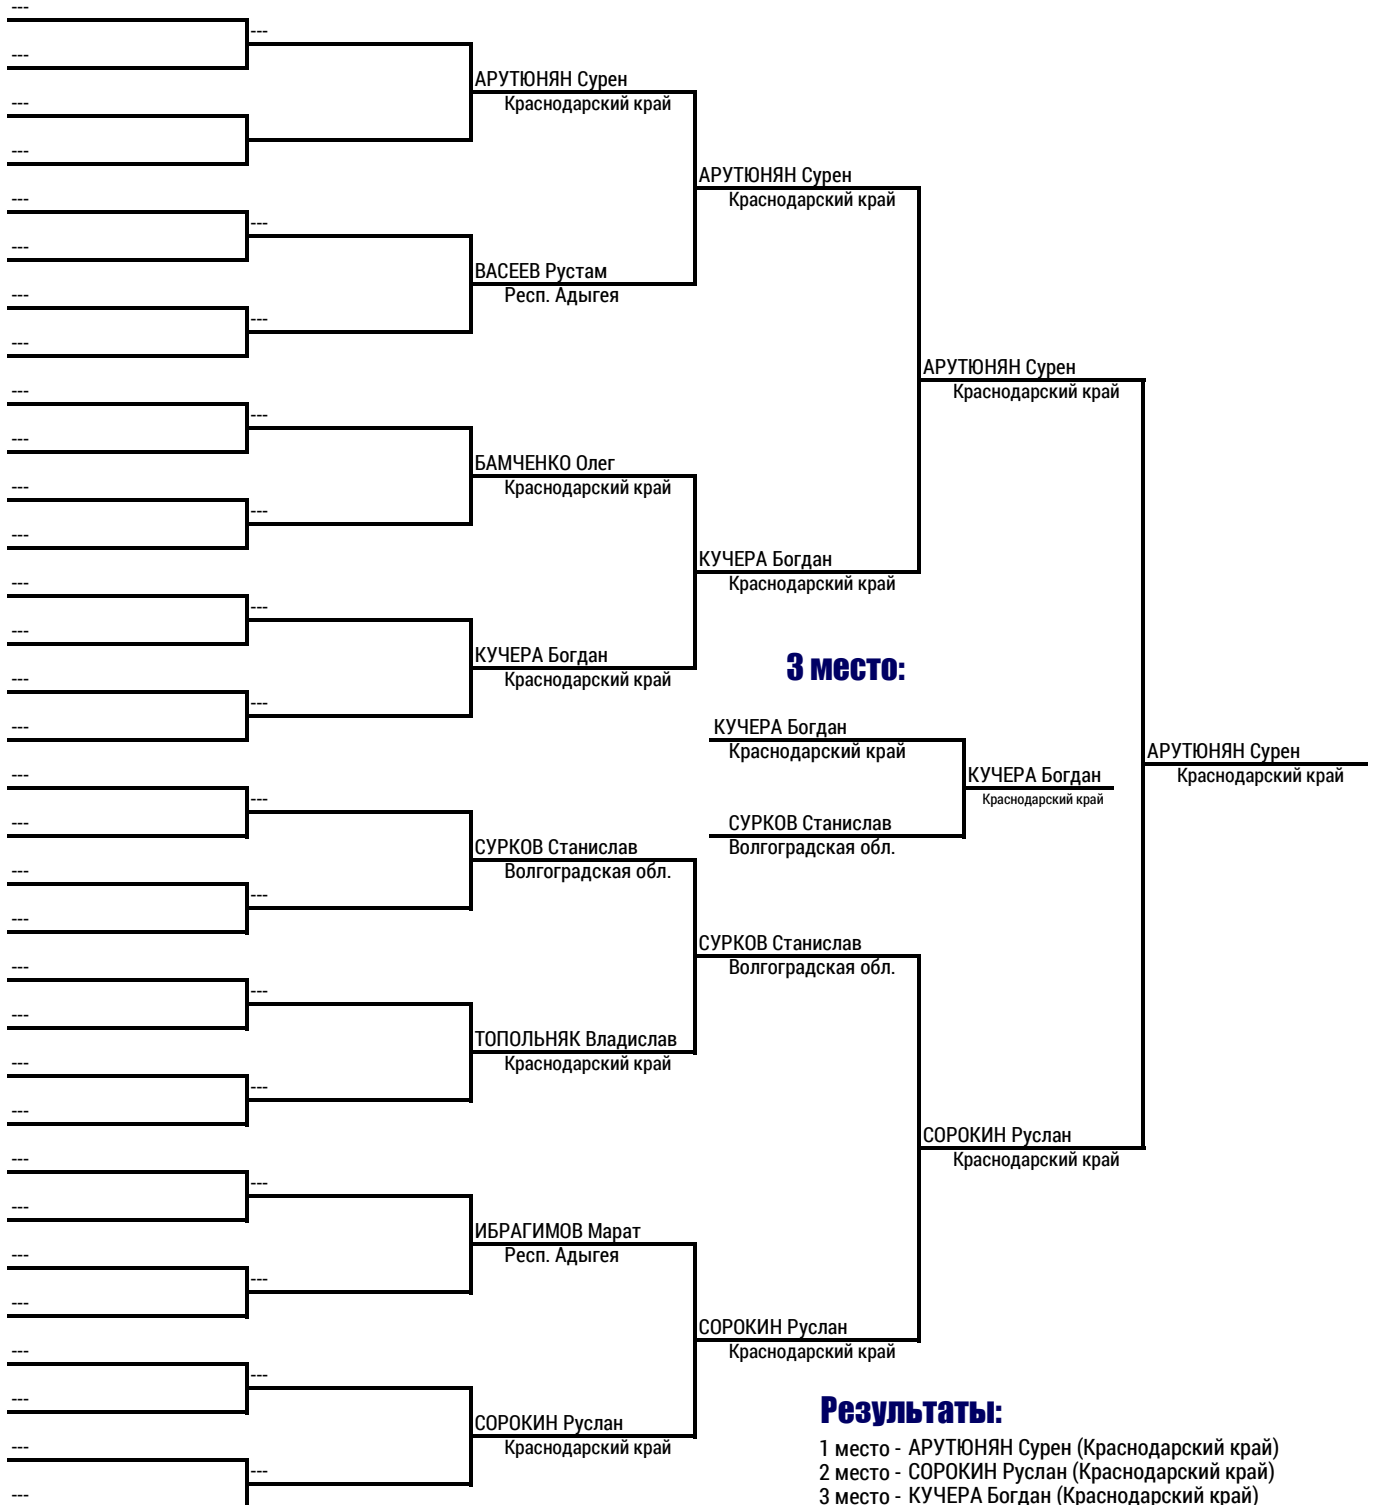 ---
---
---
АРУТЮНЯН Сурен
---
Краснодарский край
---
АРУТЮНЯН Сурен
---
Краснодарский край
---
---
ВАСЕЕВ Рустам
---
Респ. Адыгея
---
---
АРУТЮНЯН Сурен
---
Краснодарский край
---
---
БАМЧЕНКО Олег
---
Краснодарский край
---
---
КУЧЕРА Богдан
---
Краснодарский край
---
---
КУЧЕРА Богдан
3 место:
---
Краснодарский край
---
---
КУЧЕРА Богдан
Краснодарский край
АРУТЮНЯН Сурен
---
КУЧЕРА Богдан
Краснодарский край
---
Краснодарский край
---
СУРКОВ Станислав
СУРКОВ Станислав
Волгоградская обл.
---
Волгоградская обл.
---
---
СУРКОВ Станислав
---
Волгоградская обл.
---
---
ТОПОЛЬНЯК Владислав
---
Краснодарский край
---
---
СОРОКИН Руслан
---
Краснодарский край
---
---
ИБРАГИМОВ Марат
---
Респ. Адыгея
---
---
СОРОКИН Руслан
---
Краснодарский край
---
---
Результаты:
СОРОКИН Руслан
---
Краснодарский край
1 место - АРУТЮНЯН Сурен (Краснодарский край)
---
2 место - СОРОКИН Руслан (Краснодарский край)
---
3 место - КУЧЕРА Богдан (Краснодарский край)